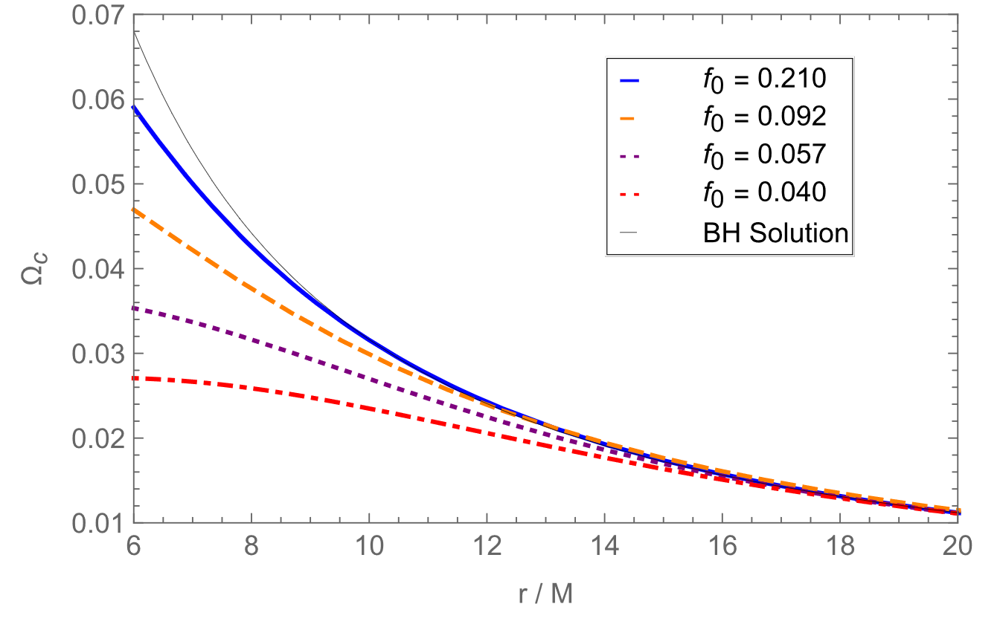 0.07
0.06
0.05
0.04
0.03
0.02
0.01
Ωc
6 8 10 12 14 16 18 20
r / M
f0 = 0.210
f0 = 0.092
f0 = 0.057
f0 = 0.040
BH Solution